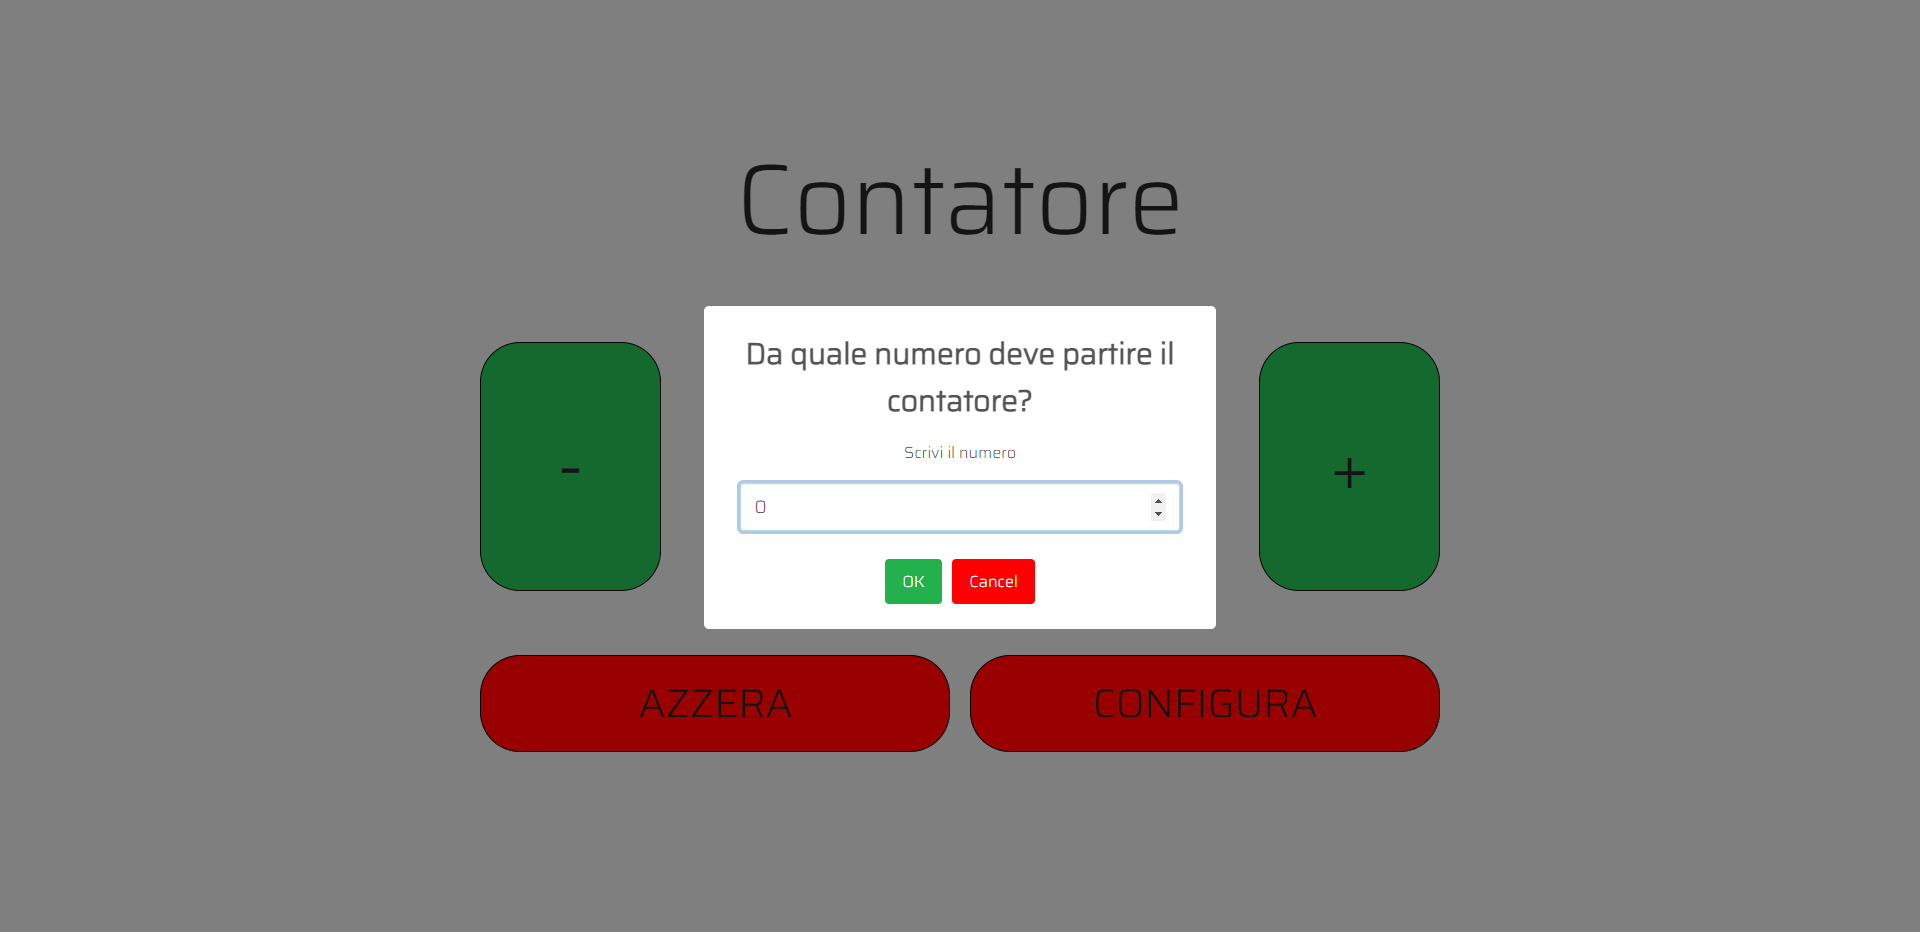 Contatore
Da quale numero deve partire il
contatore?
Scrivi il numero
-
+
0
OK Cancel
AZZERA CONFIGURA